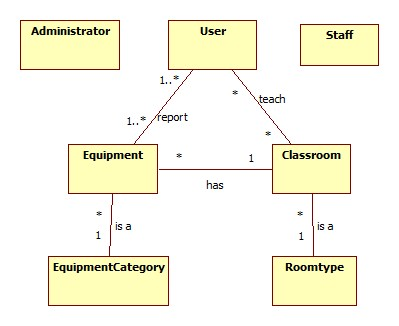 Administrator
User
Staff
1..*
*
teach
1..*
report
*
Equipment
*
1
Classroom
has
*
is a
1
*
is a
1
EquipmentCategory
Roomtype